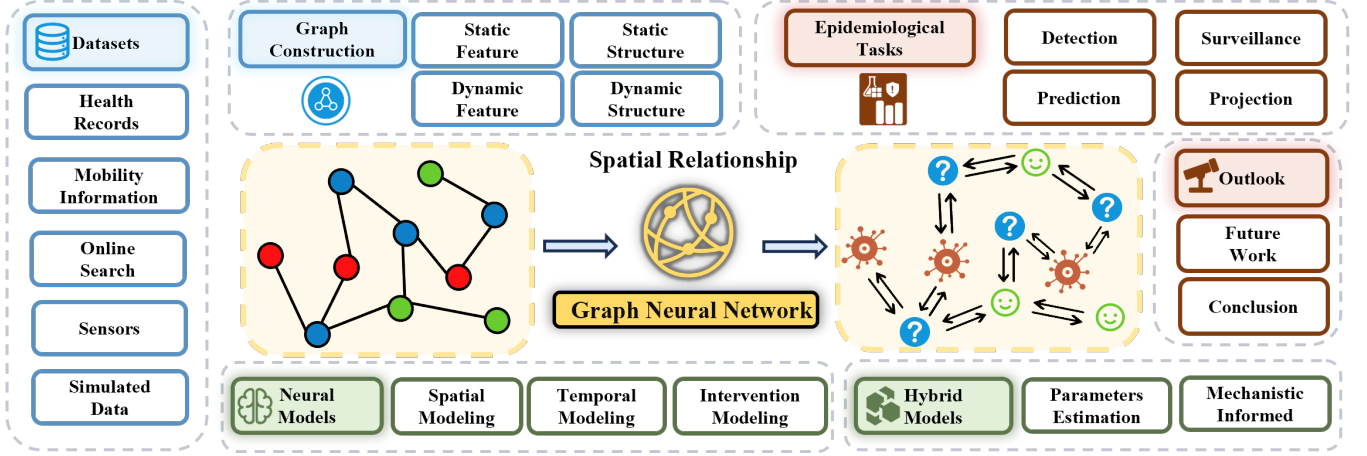 Datasets
Health
Records
Mobility
Information
Online
Search
Sensors
Simulated
Data
Graph
Construction
Static
Feature
Static
Structure
Dynamic
Feature
Dynamic
Structure
Epidemiological
Tasks
Detection
Surveillance
Prediction
Projection
Spatial Relationship
Graph Neural Network
? ? ? ?
Outlook
Future
Work
Conclusion
Neural
Models
Spatial
Modeling
Temporal
Modeling
Intervention
Modeling
Hybrid
Models
Parameters
Estimation
Mechanistic
Informed